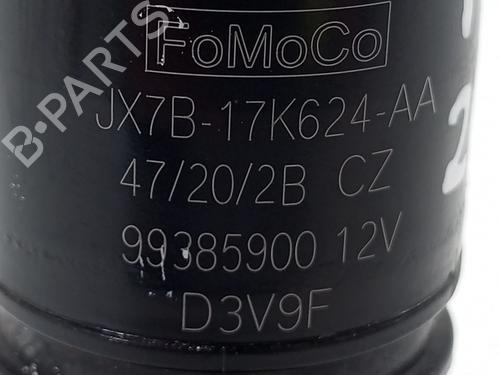 FoMoCo
JX7B-17K624-AA
47/20/2B CZ
99385900 12V
D3V9F
B-PARTS